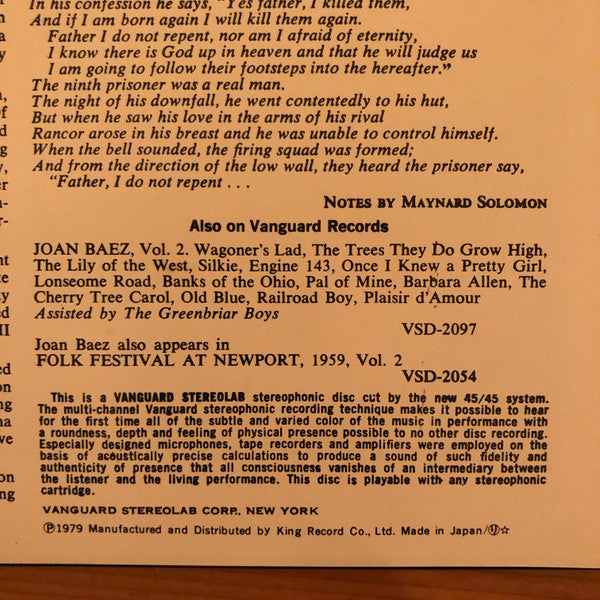 In his confession he says, "Yes father, I killed them,
And if I am born again I will kill them again.
Father I do not repent, nor am I afraid of eternity,
I know there is God up in heaven and that he will judge us
I am going to follow their footsteps into the hereafter."
The ninth prisoner was a real man.
The night of his downfall, he went contentedly to his hut,
But when he saw his love in the arms of his rival
Rancor arose in his breast and he was unable to control himself.
When the bell sounded, the firing squad was formed;
And from the direction of the low wall, they heard the prisoner say,
"Father, I do not repent . . .
NOTES BY MAYNARD SOLOMON
Also on Vanguard Records
JOAN BAEZ, Vol. 2. Wagoner's Lad, The Trees They Do Grow High,
The Lily of the West, Silkie, Engine 143, Once I Knew a Pretty Girl,
Lonseome Road, Banks of the Ohio, Pal of Mine, Barbara Allen, The
Cherry Tree Carol, Old Blue, Railroad Boy, Plaisir d'Amour
Assisted by The Greenbriar Boys
VSD-2097
Joan Baez also appears in
FOLK FESTIVAL AT NEWPORT, 1959, Vol. 2
VSD-2054
This is a VANGUARD STEREOLAB stereophonic disc cut by the new 45/45 system.
The multi-channel Vanguard stereophonic recording technique makes it possible to hear
for the first time all of the subtle and varied color of the music in performance with
a roundness, depth and feeling of physical presence possible to no other disc recording.
Especially designed microphones, tape recorders and amplifiers were employed on the
basis of acoustically precise calculations to produce a sound of such fidelity and
authenticity of presence that all consciousness vanishes of an intermediary between
the listener and the living performance. This disc is playable with any stereophonic
cartridge.
VANGUARD STEREOLAB CORP., NEW YORK
Ⓟ1979 Manufactured and Distributed by King Record Co., Ltd. Made in Japan/Ⓨ☆